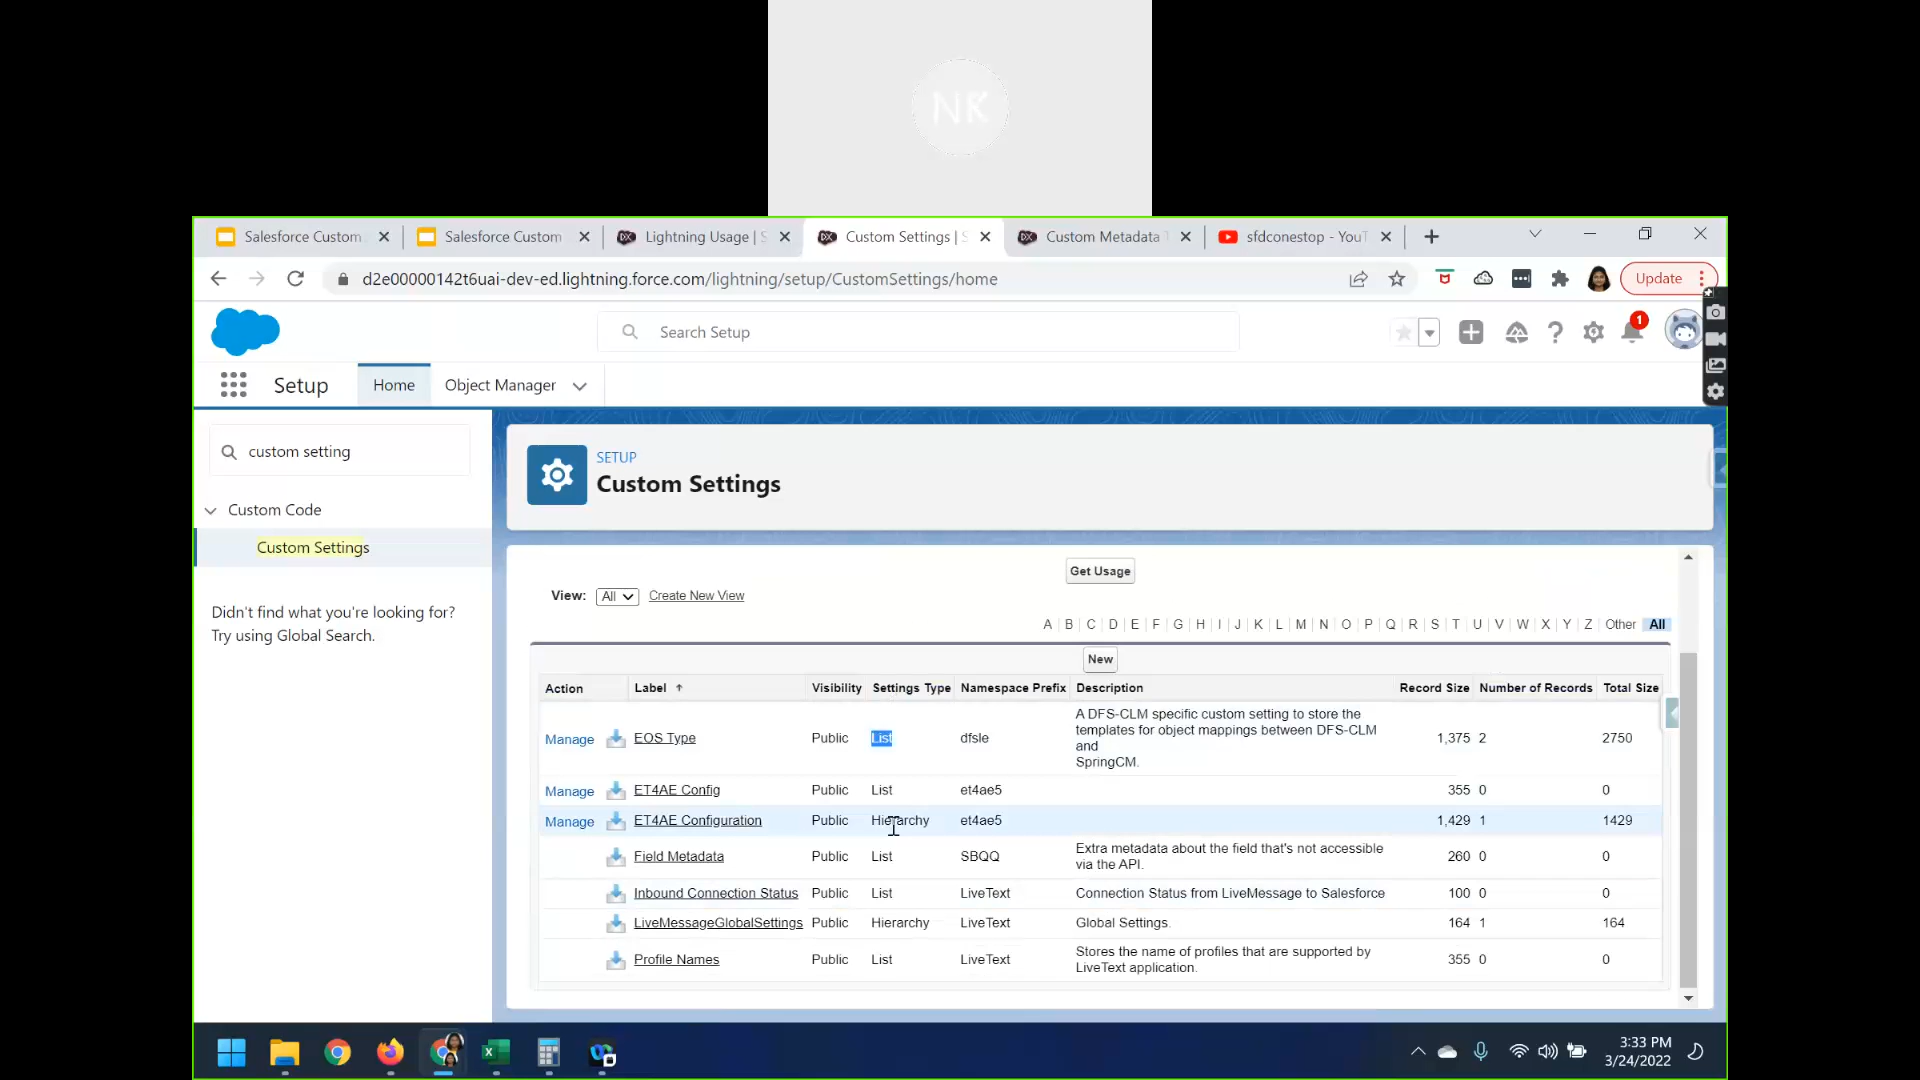 NK
Salesforce Custom
Salesforce Custom
Lightning Usage | S
Custom Settings | S
Custom Metadata T
sfdconestop - YouT
d2e00000142t6uai-dev-ed.lightning.force.com/lightning/setup/CustomSettings/home
Update
Search Setup
1
Setup
Home
Object Manager
custom setting
Custom Code
Custom Settings
Didn't find what you're looking for?
Try using Global Search.
SETUP
Custom Settings
Get Usage
View: All Create New View
A | B | C | D | E | F | G | H | I | J | K | L | M | N | O | P | Q | R | S | T | U | V | W | X | Y | Z | Other All
New
Action Label ↑ Visibility Settings Type Namespace Prefix Description Record Size Number of Records Total Size
Manage EOS Type Public List dfsle A DFS-CLM specific custom setting to store the
templates for object mappings between DFS-CLM
and
SpringCM. 1,375 2 2750
Manage ET4AE Config Public List et4ae5 355 0 0
Manage ET4AE Configuration Public Hierarchy et4ae5 1,429 1 1429
Field Metadata Public List SBQQ Extra metadata about the field that's not accessible
via the API. 260 0 0
Inbound Connection Status Public List LiveText Connection Status from LiveMessage to Salesforce 100 0 0
LiveMessageGlobalSettings Public Hierarchy LiveText Global Settings. 164 1 164
Profile Names Public List LiveText Stores the name of profiles that are supported by
LiveText application. 355 0 0
3:33 PM
3/24/2022